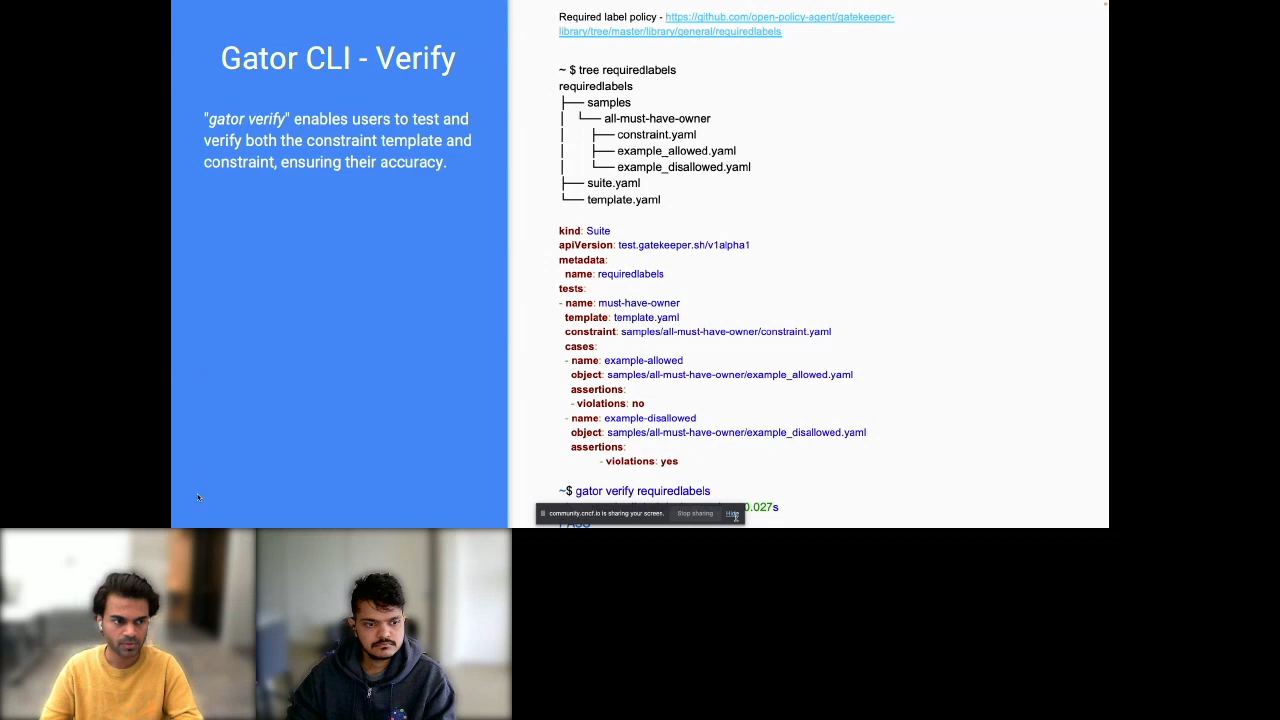 Gator CLI - Verify
"gator verify" enables users to test and
verify both the constraint template and
constraint, ensuring their accuracy.
Required label policy - https://github.com/open-policy-agent/gatekeeper-
library/tree/master/library/general/requiredlabels
~ $ tree requiredlabels
requiredlabels
├── samples
│   └── all-must-have-owner
│       ├── constraint.yaml
│       ├── example_allowed.yaml
│       └── example_disallowed.yaml
├── suite.yaml
└── template.yaml
kind: Suite
apiVersion: test.gatekeeper.sh/v1alpha1
metadata:
  name: requiredlabels
tests:
- name: must-have-owner
  template: template.yaml
  constraint: samples/all-must-have-owner/constraint.yaml
  cases:
  - name: example-allowed
    object: samples/all-must-have-owner/example_allowed.yaml
    assertions:
    - violations: no
  - name: example-disallowed
    object: samples/all-must-have-owner/example_disallowed.yaml
    assertions:
        - violations: yes
~$ gator verify requiredlabels
0.027s
community.cncf.io is sharing your screen. Stop sharing Hide
PASS